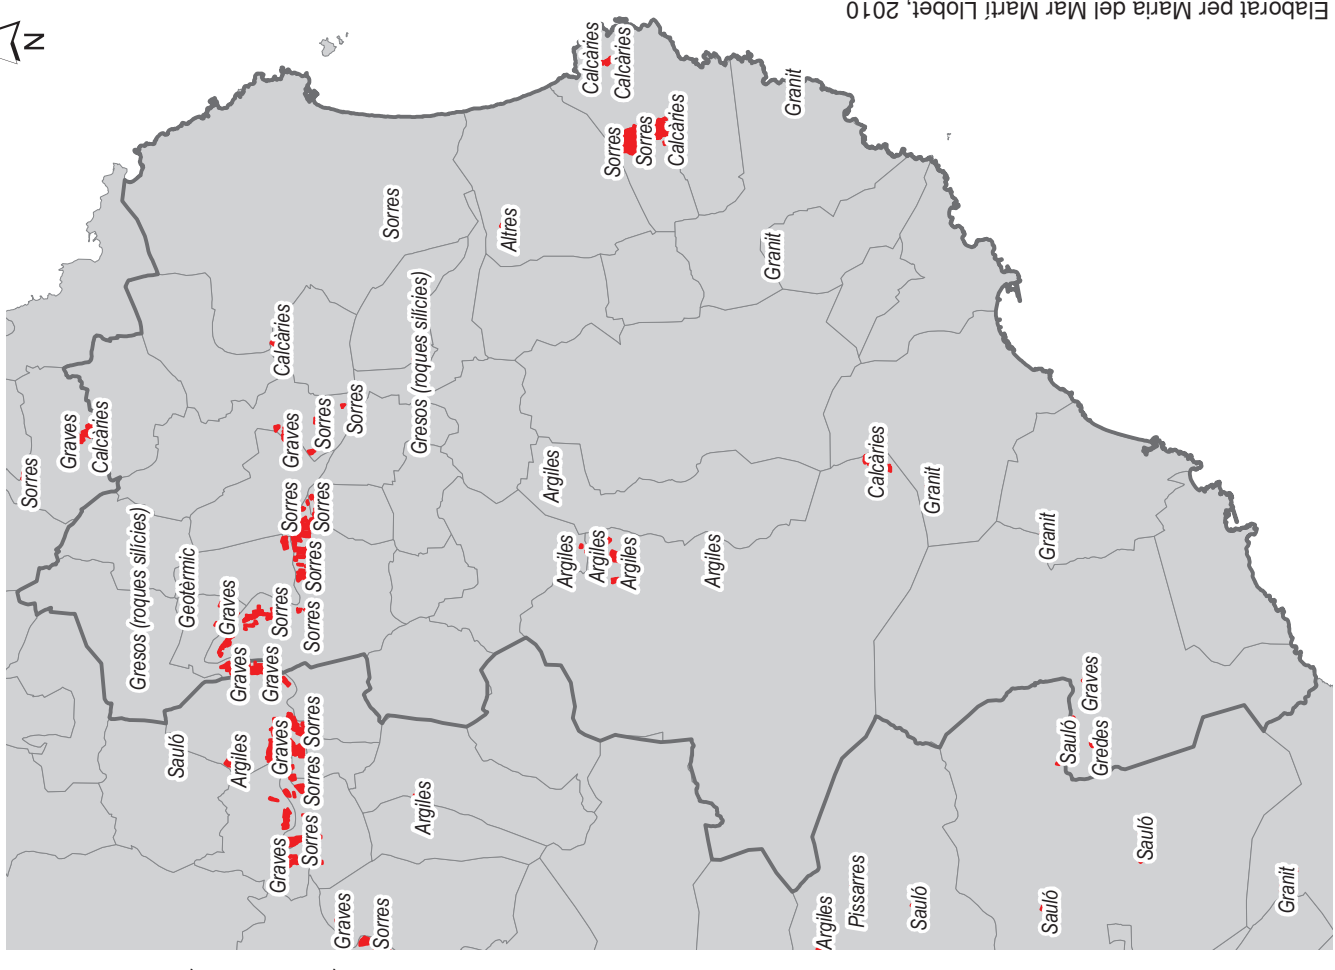 Elaborat per Maria del Mar Martí Llobet, 2010
N
Calcàries
Calcàries
Granit
Sorres
Sorres
Calcàries
Sorres
Altres
Granit
Calcàries
Gresos (roques silícies)
Sorres
Sorres
Graves
Graves
Calcàries
Sorres
Calcàries
Granit
Argiles
Sorres
Sorres
Gresos (roques silícies)
Geotèrmic
Sorres
Argiles
Argiles
Argiles
Argiles
Granit
Graves
Sorres
Sorres
Graves
Graves
Graves
Sauló
Argiles
Graves
Sorres
Sorres
Argiles
Sauló
Gredes
Graves
Sorres
Sauló
Graves
Sorres
Argiles
Pissarres
Sauló
Sauló
Granit